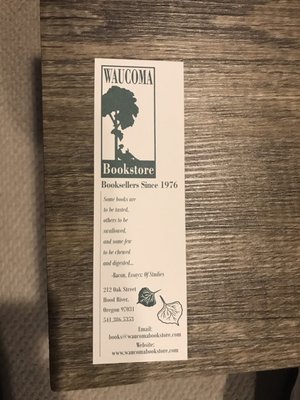 WAUCOMA
Bookstore
Booksellers Since 1976
Some books are
to be tasted,
others to be
swallowed,
and some few
to be chewed
and digested...
-Bacon, Essays: Of Studies
212 Oak Street
Hood River,
Oregon 97031
541.386.5353
Email:
books@waucomabookstore.com
Website:
www.waucomabookstore.com